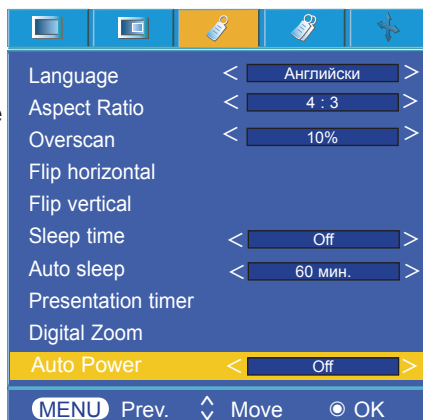 Language < Английски >
Aspect Ratio < 4 : 3 >
Overscan < 10% >
Flip horizontal
Flip vertical
Sleep time < Off >
Auto sleep < 60 мин. >
Presentation timer
Digital Zoom
Auto Power < Off >
MENU Prev. Move OK